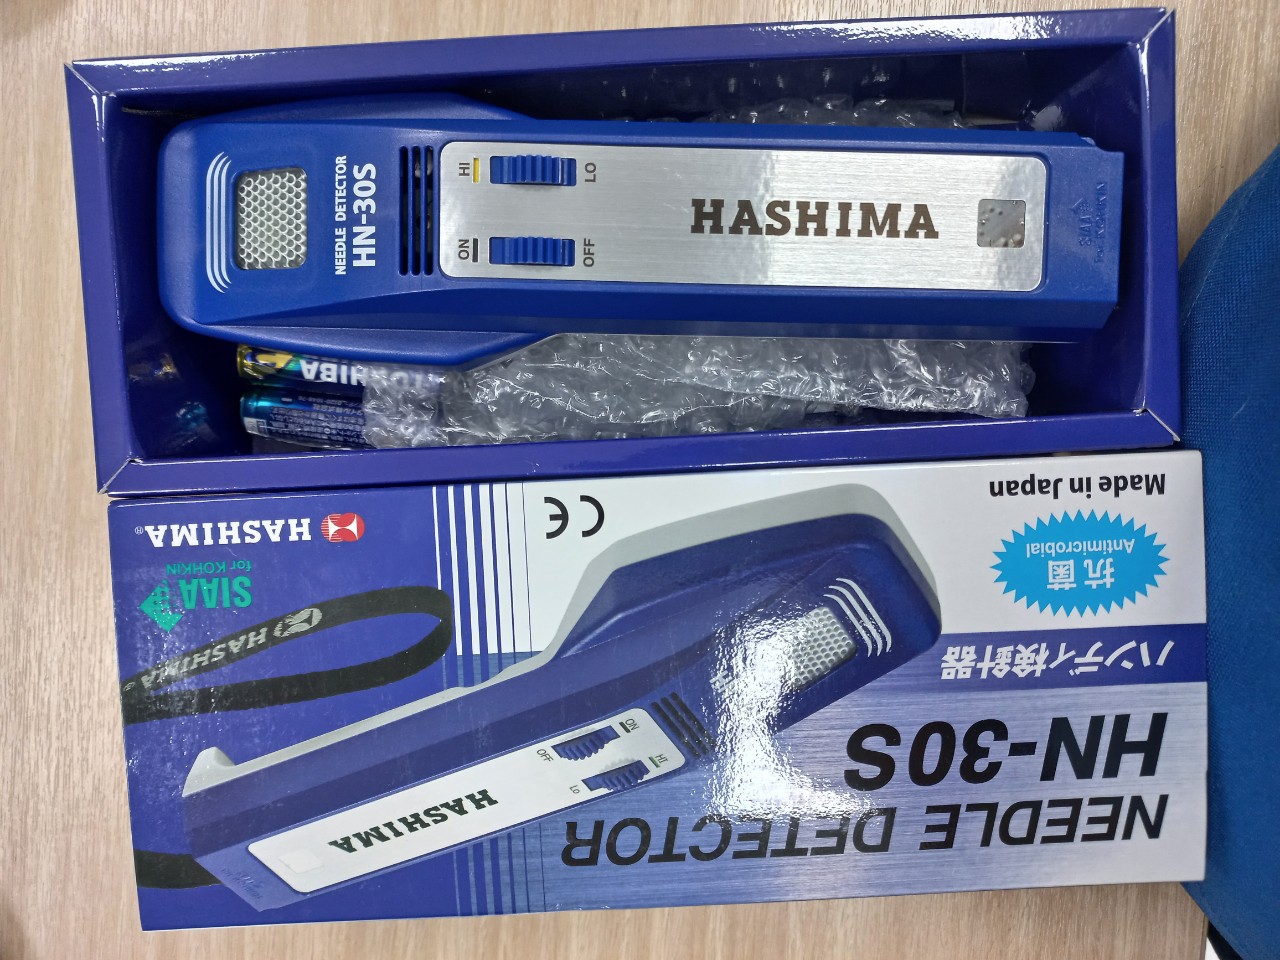 NEEDLE DETECTOR
HN-30S
HI
LO
ON
OFF
HASHIMA
TOSHIBA
HASHIMA®
SIAA
for KOHKIN
CE
Made in Japan
抗菌
Antimicrobial
ハンディ検針器
HN-30S
NEEDLE DETECTOR
HASHIMA
ON
OFF
HI
LO
HASHIMA
HASHIMA